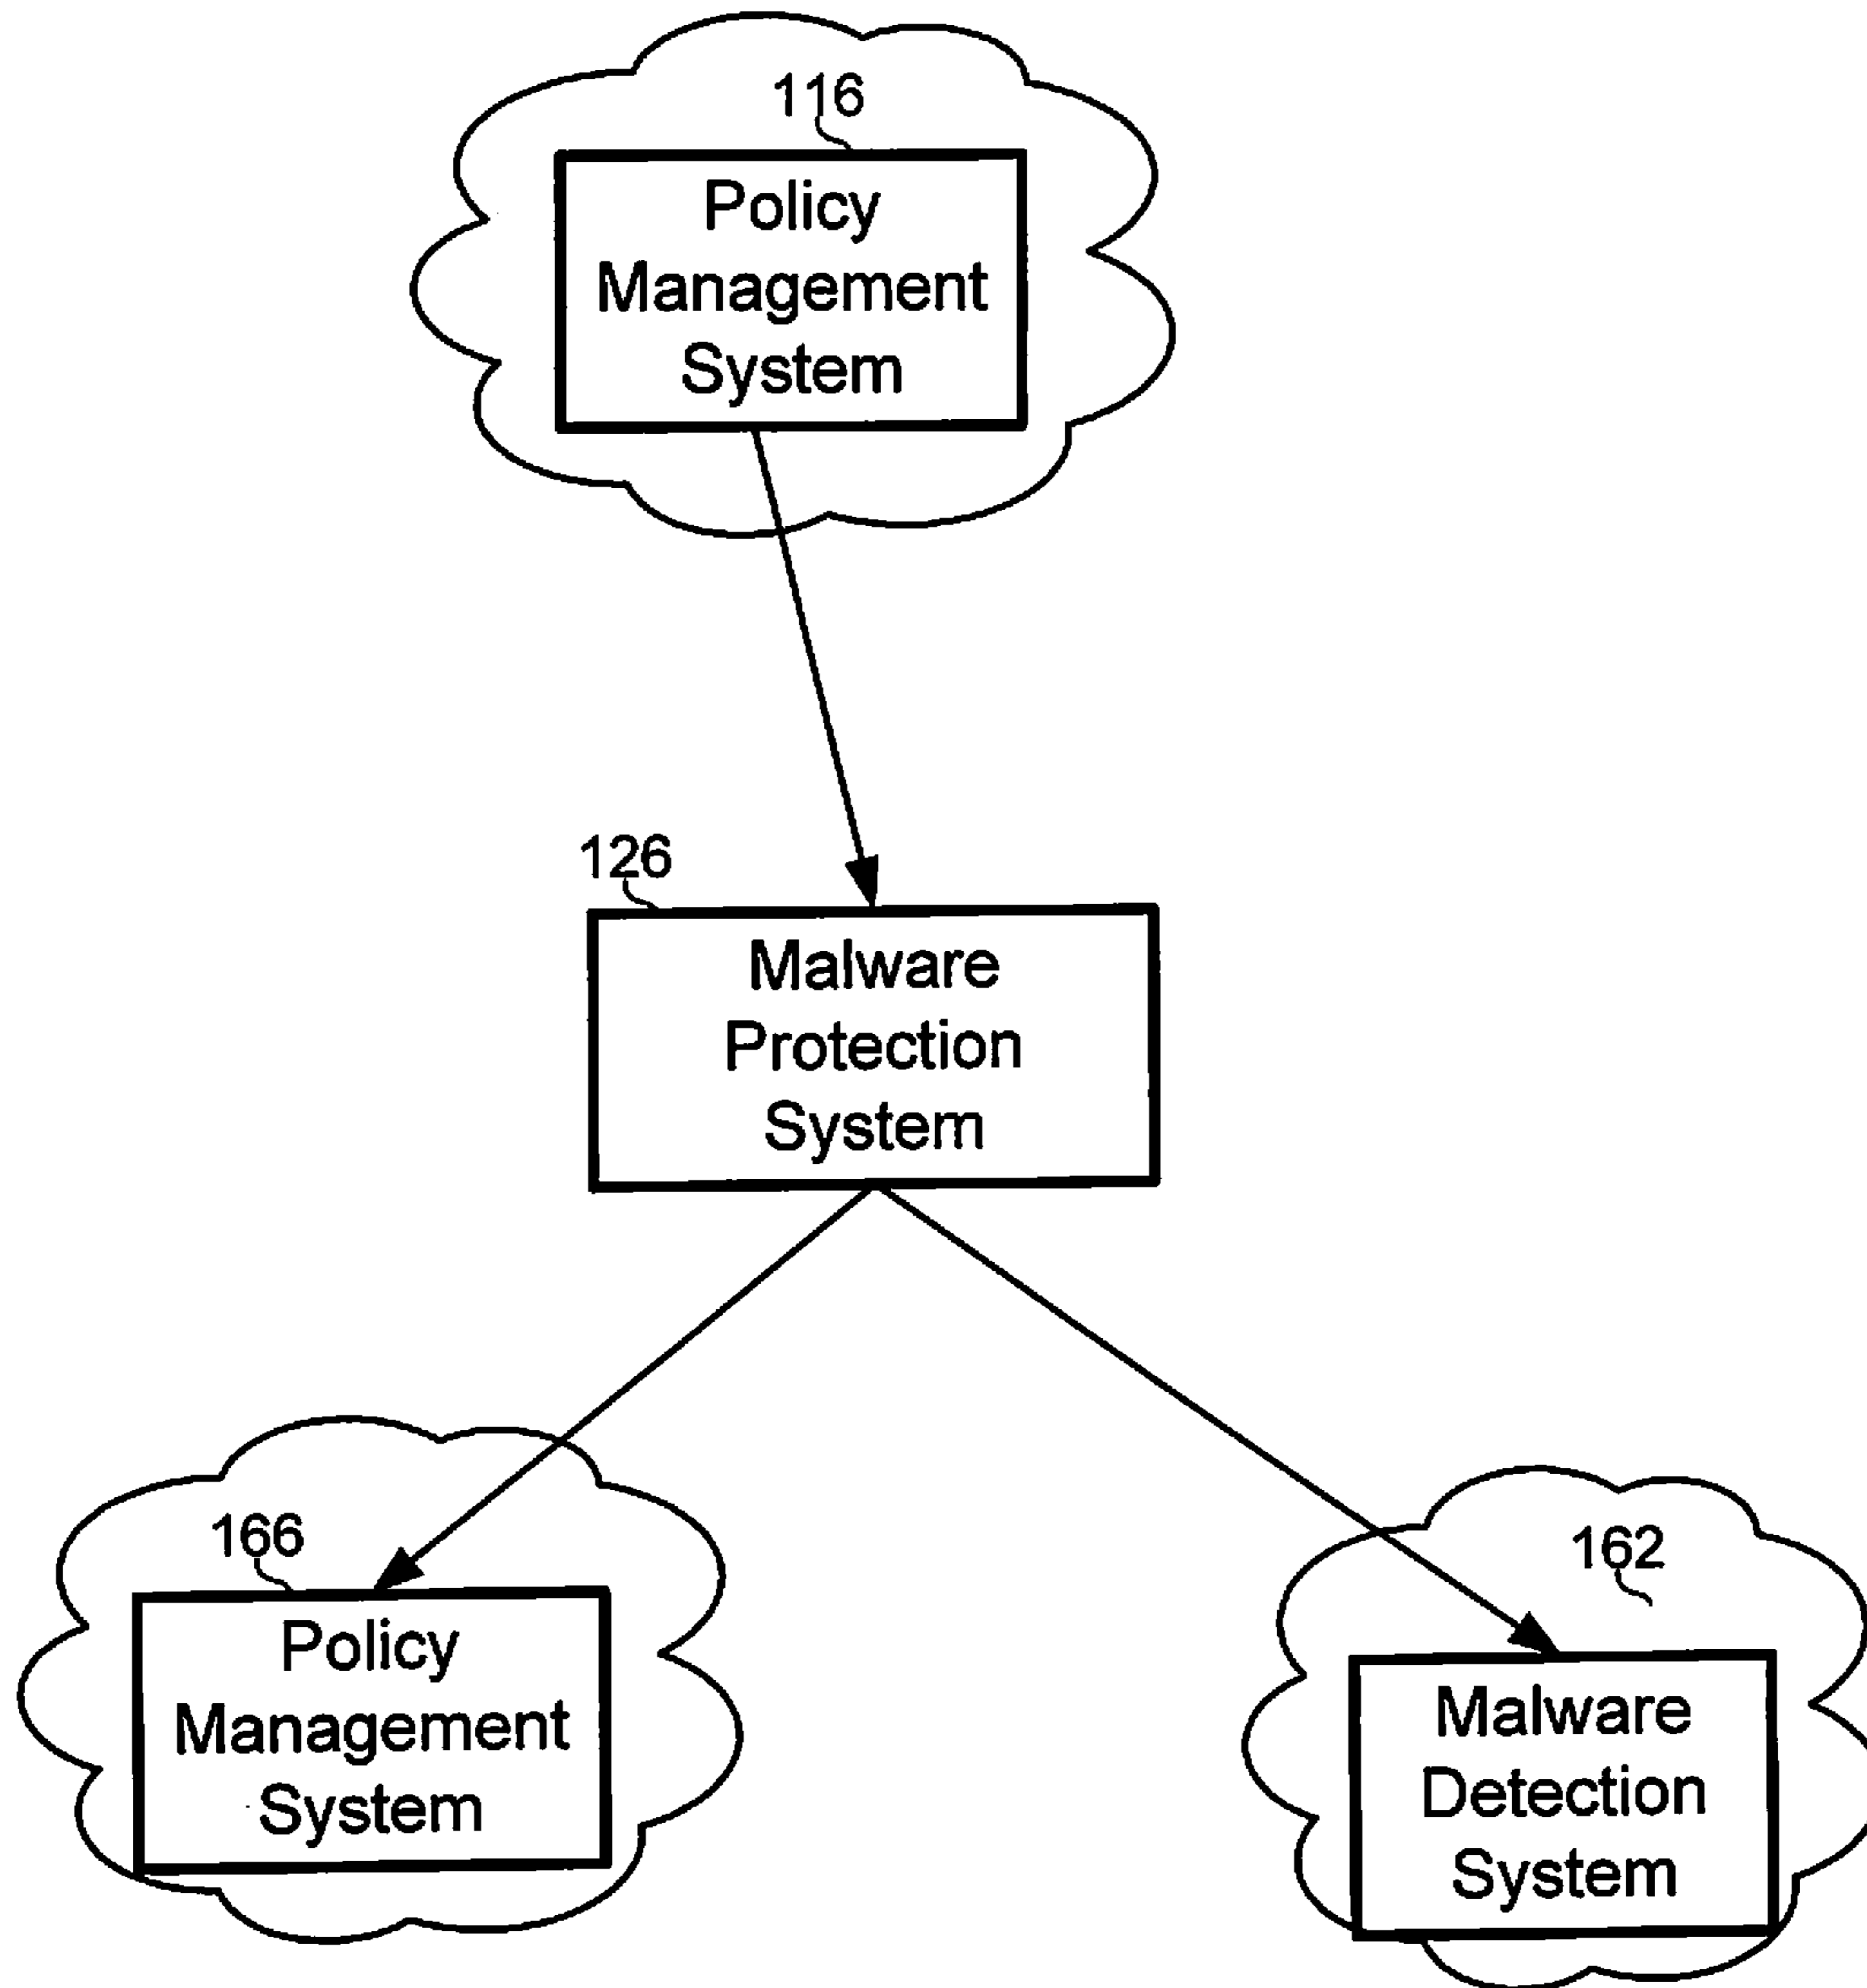 116
Policy
Management
System
126
Malware
Protection
System
166
Policy
Management
System
162
Malware
Detection
System